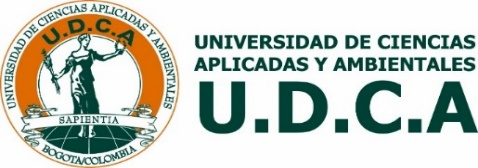 UNIVERSIDAD DE CIENCIAS APLICADAS Y AMBIENTALES
U.D.C.A
SAPIENTIA
BOGOTA/COLOMBIA
UNIVERSIDAD DE CIENCIAS
APLICADAS Y AMBIENTALES
U.D.C.A